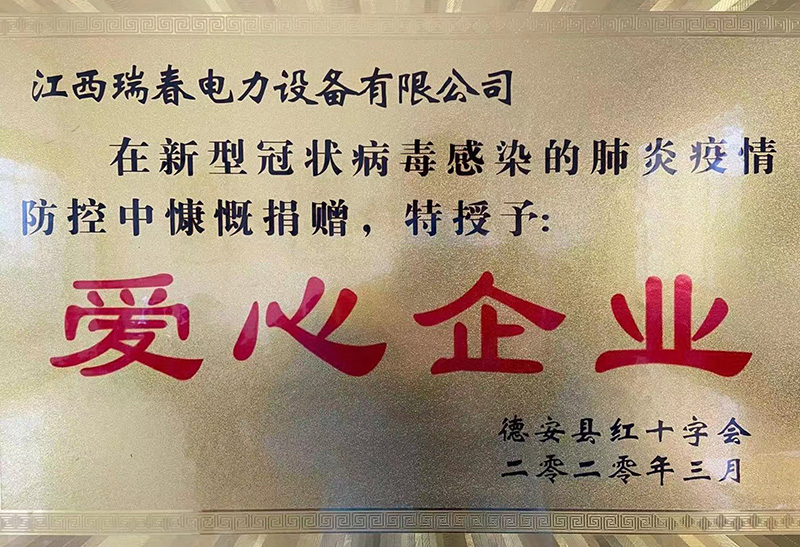 江西瑞春电力设备有限公司
在新型冠状病毒感染的肺炎疫情
防控中慷慨捐赠，特授予:
爱心企业
德安县红十字会
二零二零年三月